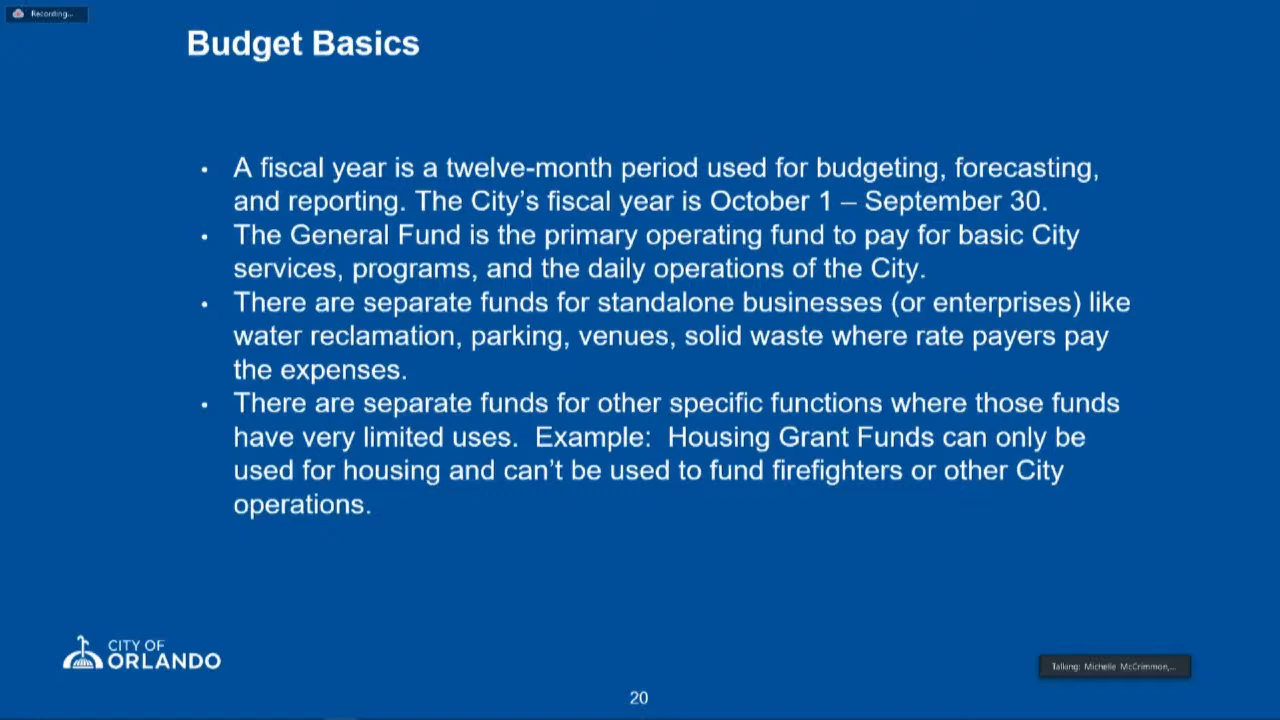 Recording...
Budget Basics
• A fiscal year is a twelve-month period used for budgeting, forecasting,
and reporting. The City’s fiscal year is October 1 – September 30.
• The General Fund is the primary operating fund to pay for basic City
services, programs, and the daily operations of the City.
• There are separate funds for standalone businesses (or enterprises) like
water reclamation, parking, venues, solid waste where rate payers pay
the expenses.
• There are separate funds for other specific functions where those funds
have very limited uses.  Example:  Housing Grant Funds can only be
used for housing and can’t be used to fund firefighters or other City
operations.
CITY OF
ORLANDO
Talking: Michelle McCrimmon,...
20